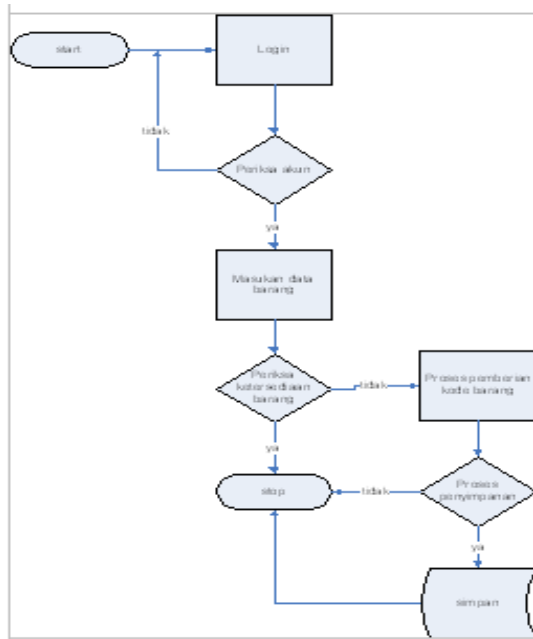 start
Login
tidak
Periksa akun
ya
Masukan data
barang
Periksa
ketersediaan
barang
tidak
Proses pemberian
kode barang
ya
stop
tidak
Proses
penyimpanan
ya
simpan